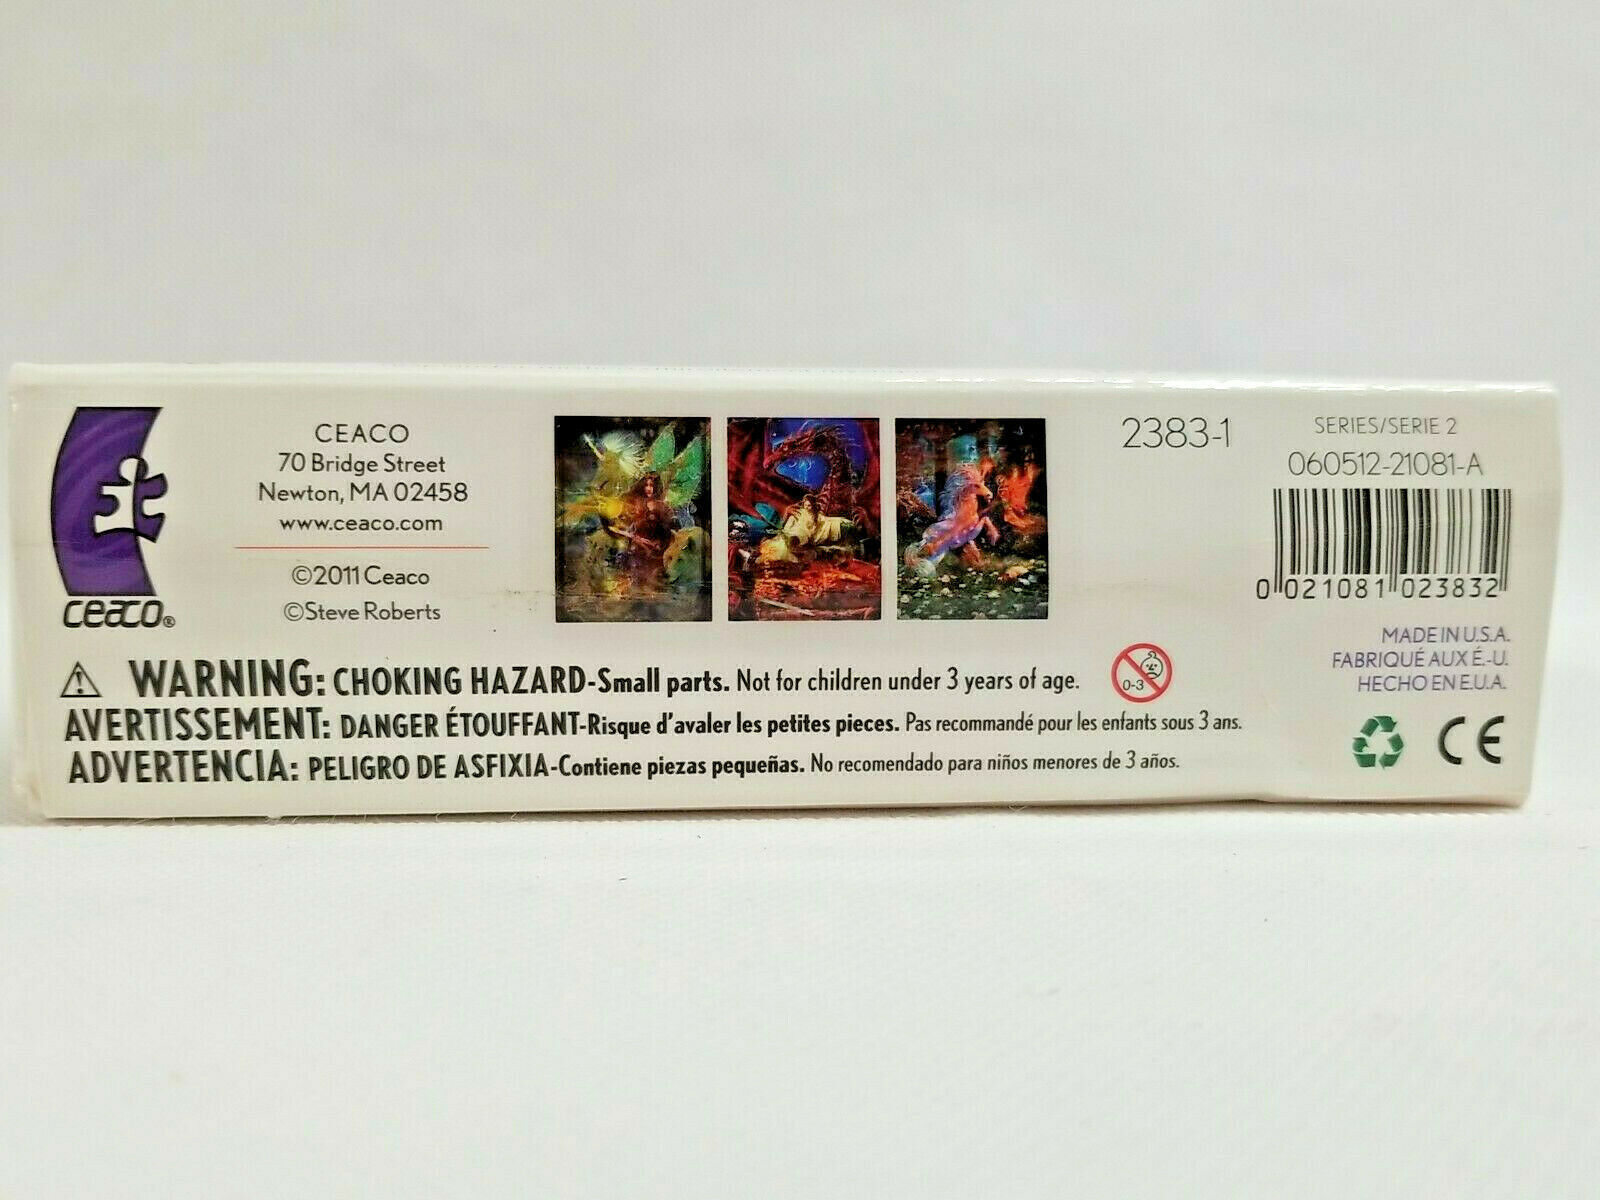 ceaco®
CEACO
70 Bridge Street
Newton, MA 02458
www.ceaco.com
©2011 Ceaco
©Steve Roberts
2383-1
SERIES/SERIE 2
060512-21081-A
0 021081 023832
MADE IN U.S.A.
FABRIQUÉ AUX É.-U.
HECHO EN E.U.A.
WARNING: CHOKING HAZARD-Small parts. Not for children under 3 years of age.
0-3
AVERTISSEMENT: DANGER ÉTOUFFANT-Risque d'avaler les petites pieces. Pas recommandé pour les enfants sous 3 ans.
ADVERTENCIA: PELIGRO DE ASFIXIA-Contiene piezas pequeñas. No recomendado para niños menores de 3 años.
CE